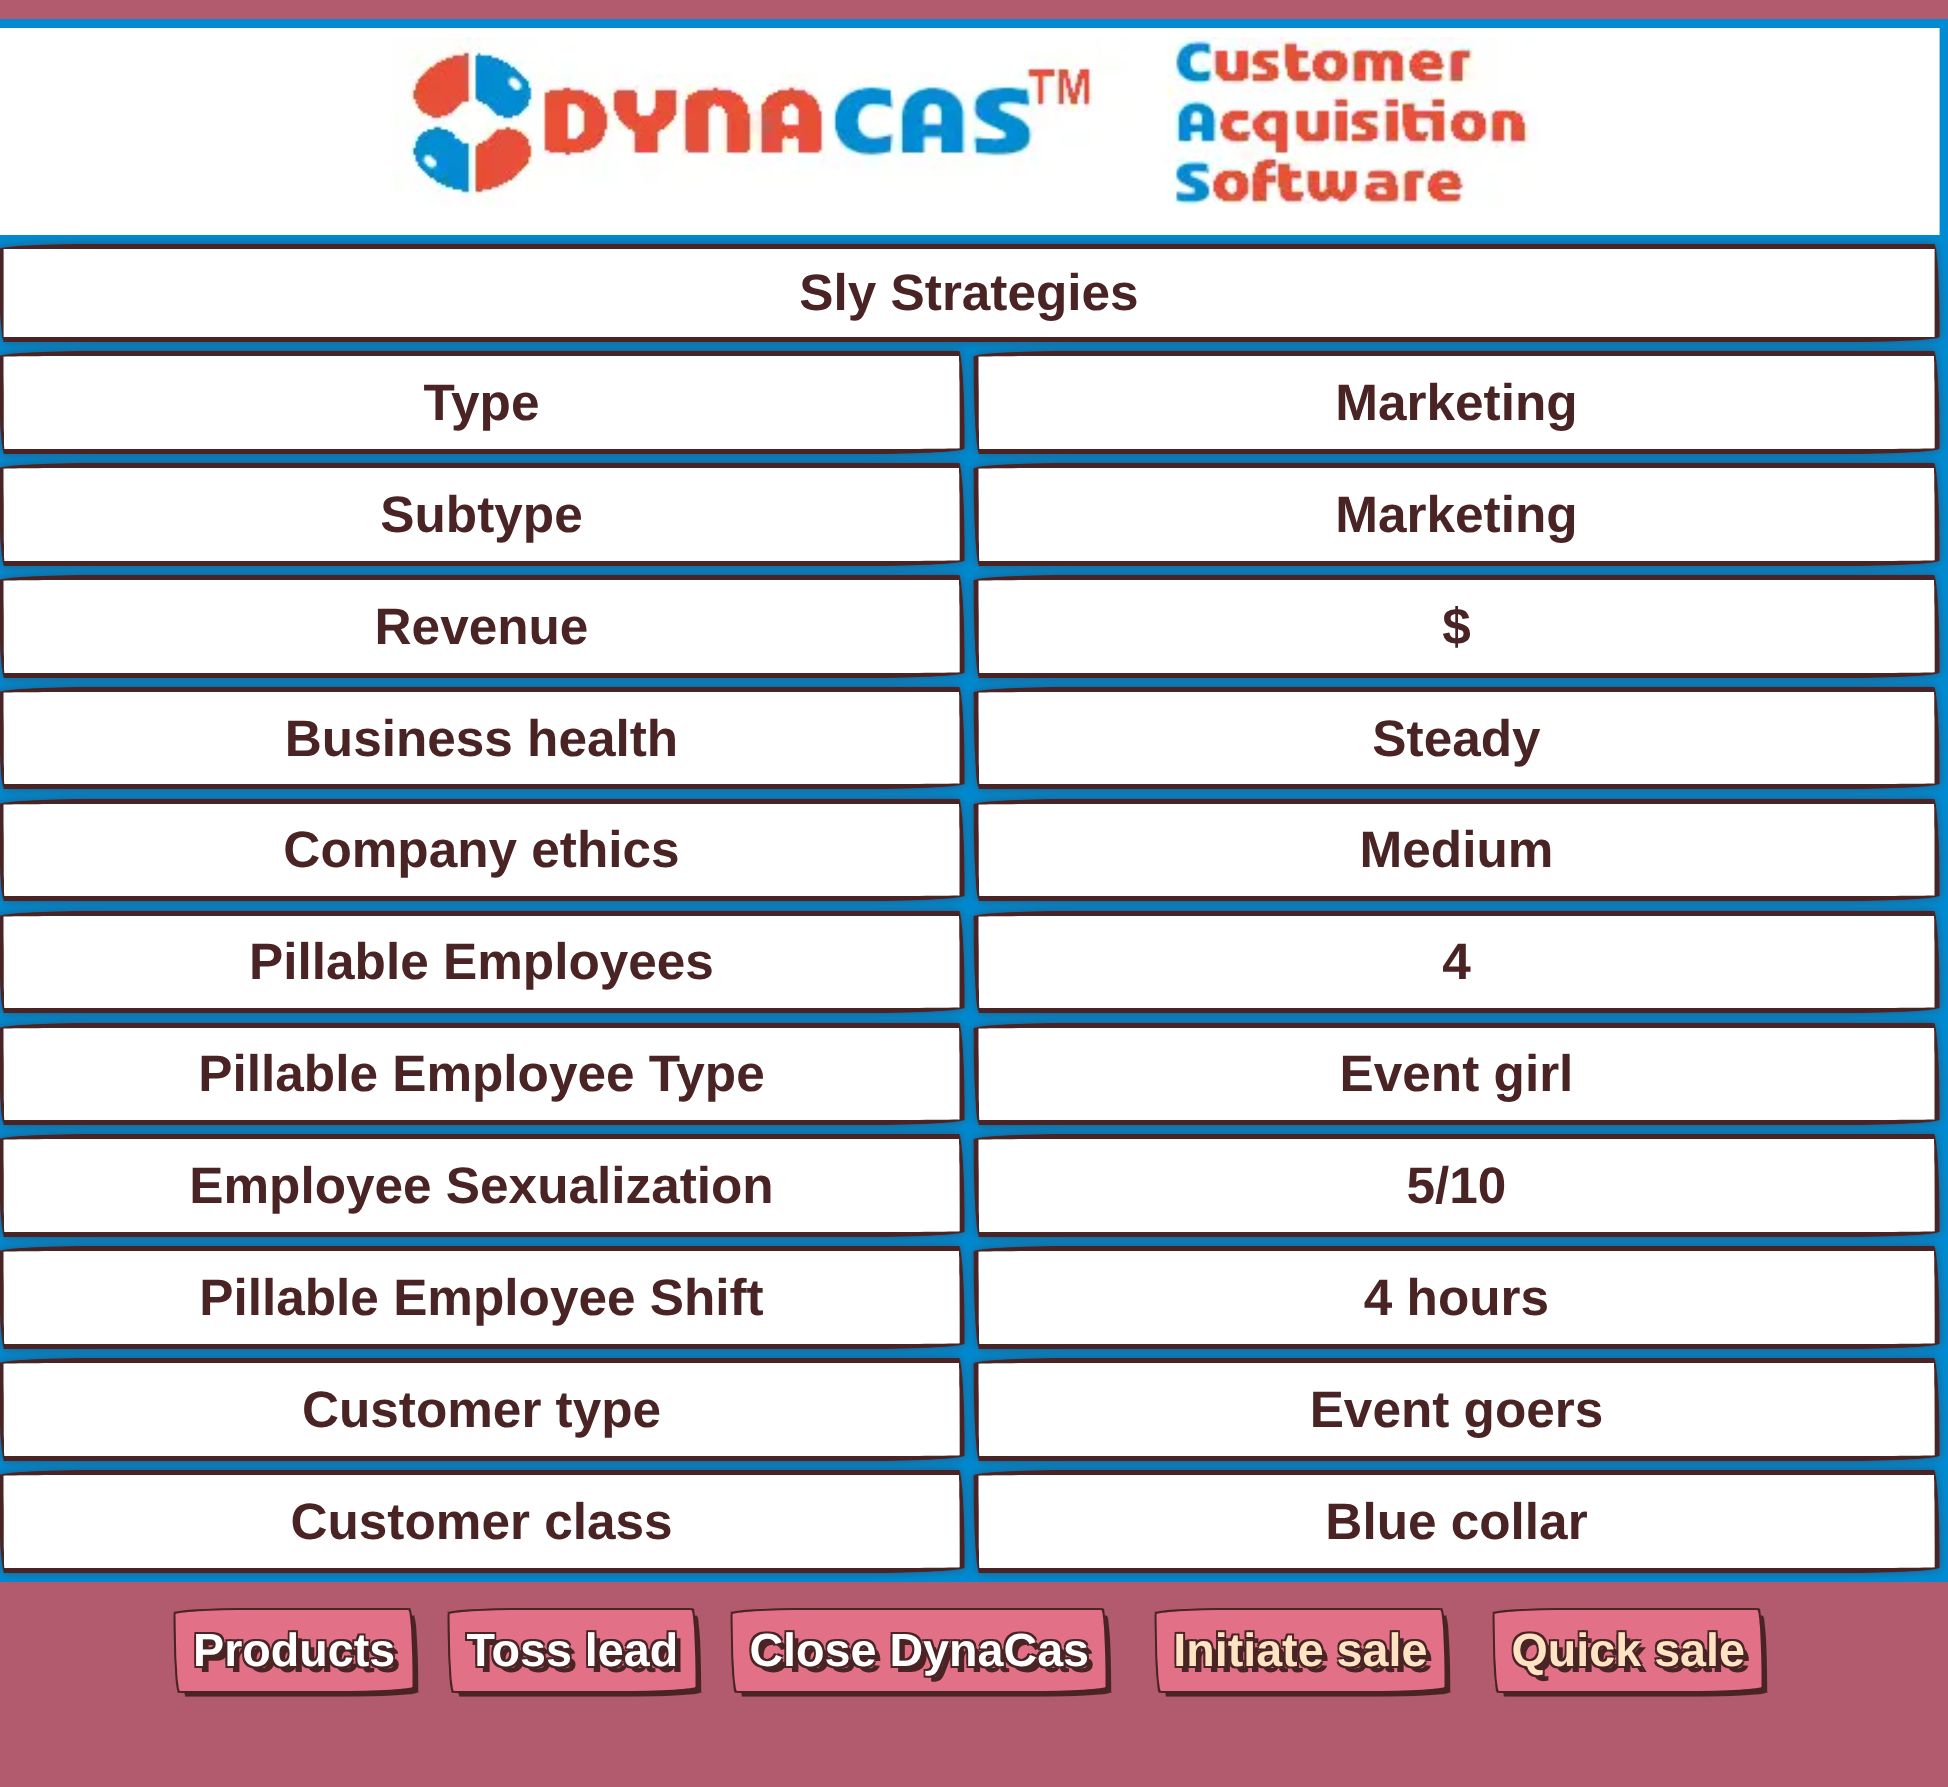 DYNACAS™
Customer
Acquisition
Software
Sly Strategies
Type Marketing
Subtype Marketing
Revenue $
Business health Steady
Company ethics Medium
Pillable Employees 4
Pillable Employee Type Event girl
Employee Sexualization 5/10
Pillable Employee Shift 4 hours
Customer type Event goers
Customer class Blue collar
Products Toss lead Close DynaCas Initiate sale Quick sale